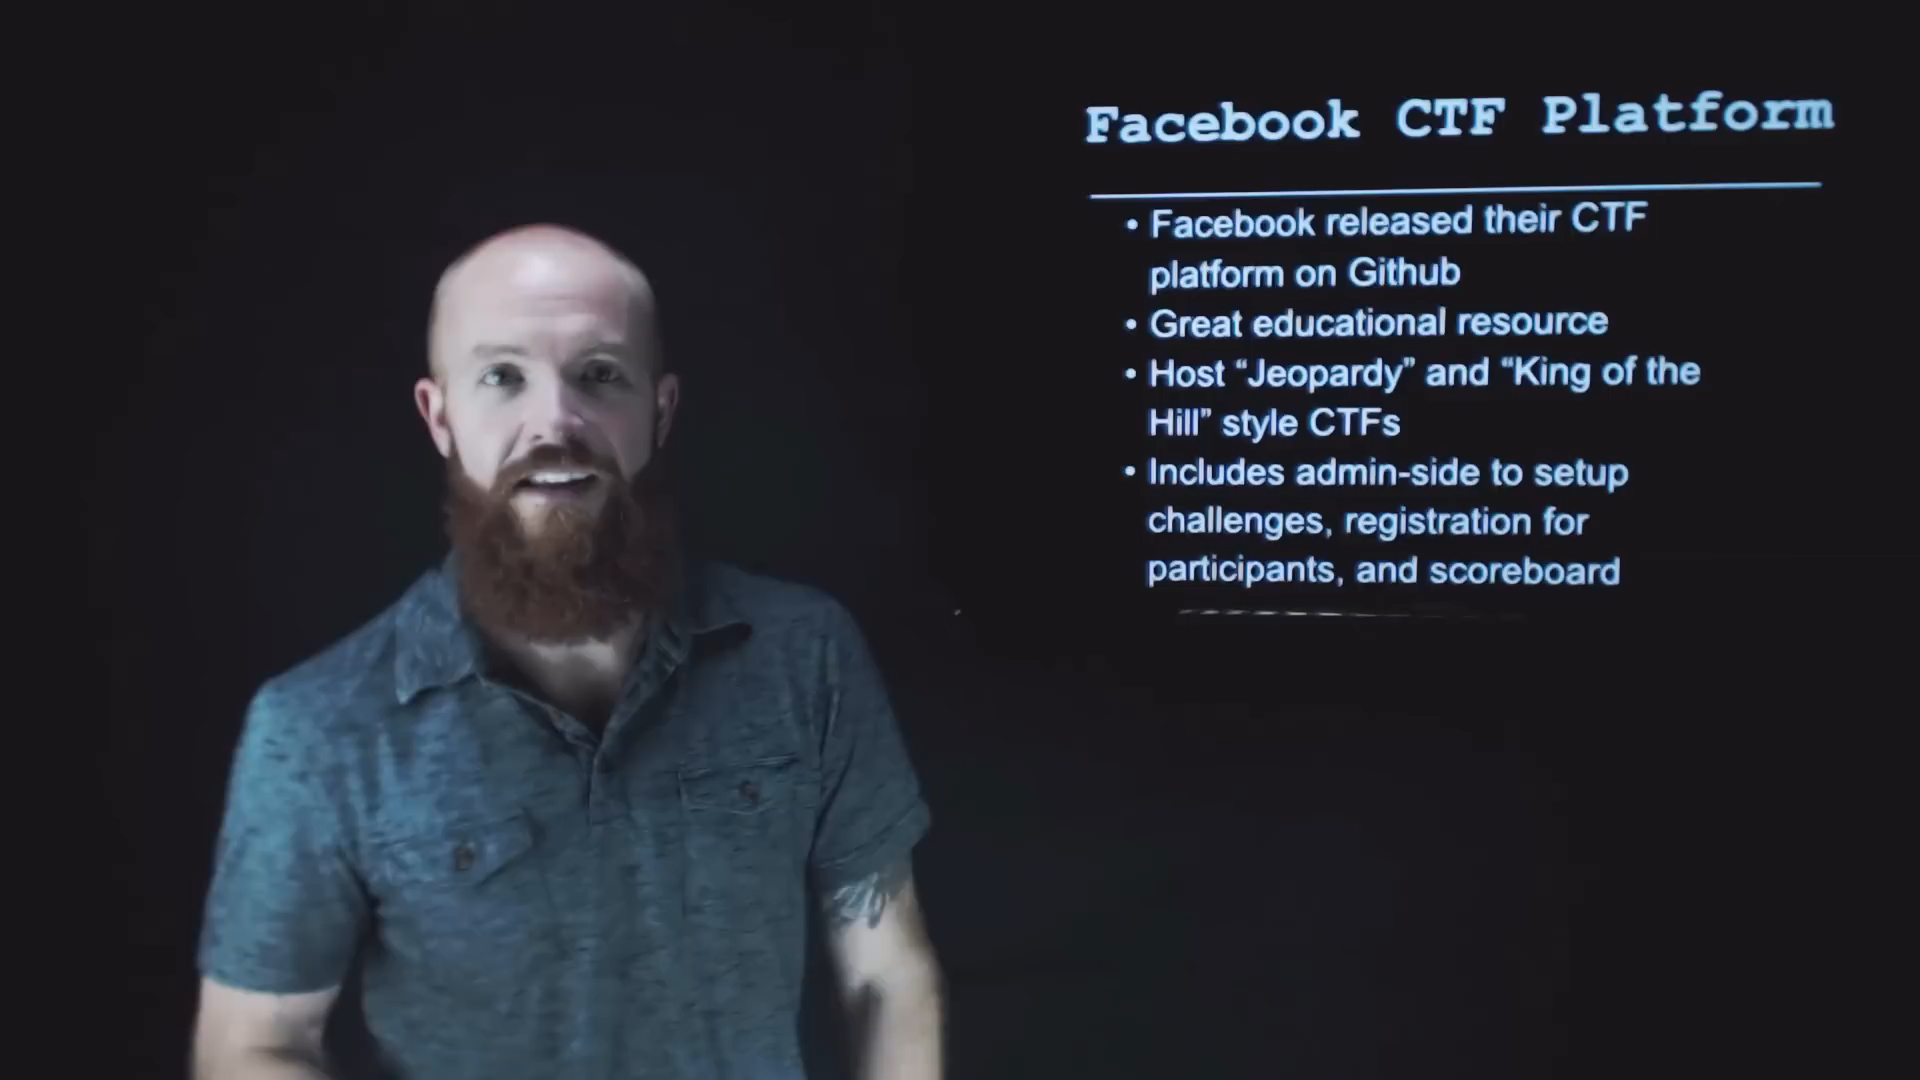 Facebook CTF Platform
• Facebook released their CTF
platform on Github
• Great educational resource
• Host “Jeopardy” and “King of the
Hill” style CTFs
• Includes admin-side to setup
challenges, registration for
participants, and scoreboard